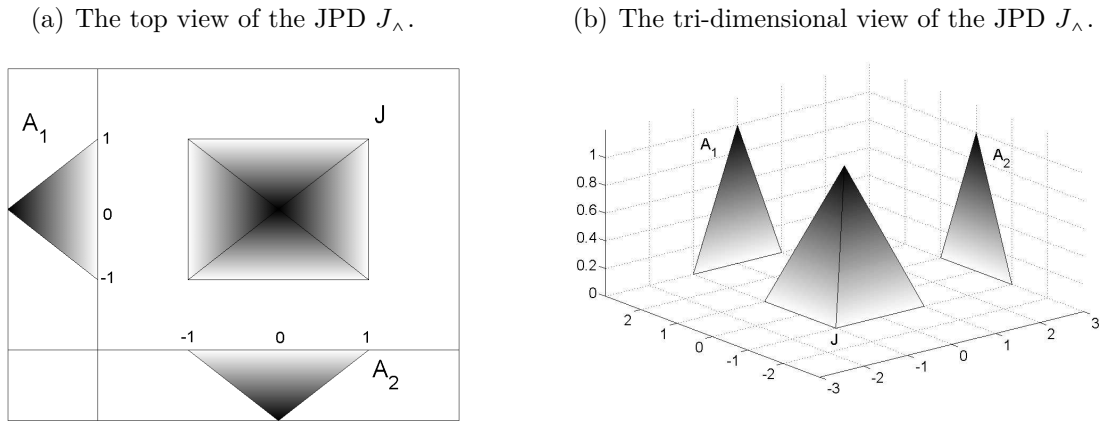 (a) The top view of the JPD J∧.
(b) The tri-dimensional view of the JPD J∧.
A1
J
1
0
-1
-1 0 1
A2
A1
A2
1
0.8
0.6
0.4
0.2
0
2
1
0
-1
-2
-3
J
-2
-1
0
1
2
3